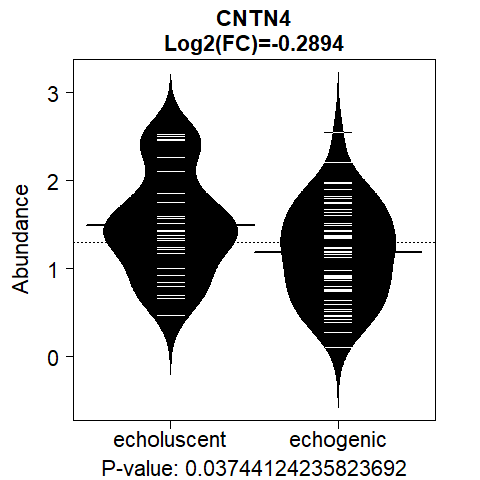 CNTN4
Log2(FC)=-0.2894
Abundance
3
2
1
0
echoluscent echogenic
P-value: 0.03744124235823692